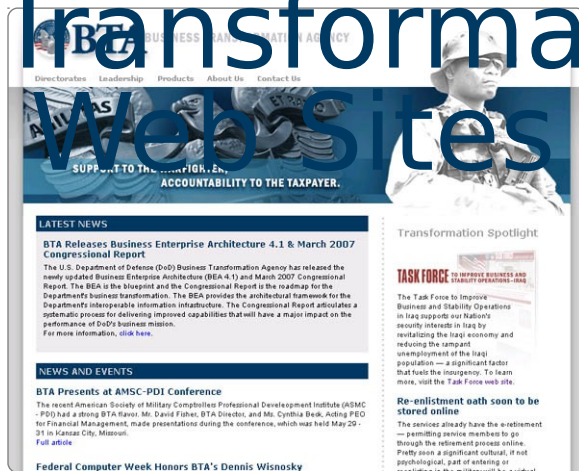 Transforma
Web Sites
BTA BUSINESS TRANSFORMATION AGENCY
Directorates Leadership Products About Us Contact Us
SUPPORT TO THE WARFIGHTER,
ACCOUNTABILITY TO THE TAXPAYER.
LATEST NEWS
BTA Releases Business Enterprise Architecture 4.1 & March 2007
Congressional Report
The U.S. Department of Defense (DoD) Business Transformation Agency has released the
newly updated Business Enterprise Architecture (BEA 4.1) and March 2007 Congressional
Report. The BEA is the blueprint and the Congressional Report is the roadmap for the
Department's business transformation. The BEA provides the architectural framework for the
Department's interoperable information infrastructure. The Congressional Report articulates a
systematic process for delivering improved capabilities that will have a major impact on the
performance of DoD's business mission.
For more information, click here.
NEWS AND EVENTS
BTA Presents at AMSC-PDI Conference
The recent American Society of Military Comptrollers Professional Development Institute (ASMC
- PDI) had a strong BTA flavor. Mr. David Fisher, BTA Director, and Ms. Cynthia Beck, Acting PEO
for Financial Management, made presentations during the conference, which was held May 29 -
31 in Kansas City, Missouri.
Full article
Federal Computer Week Honors BTA's Dennis Wisnosky
Transformation Spotlight
TASK FORCE TO IMPROVE BUSINESS AND
STABILITY OPERATIONS-IRAQ
The Task Force to Improve
Business and Stability Operations
in Iraq supports our Nation's
security interests in Iraq by
revitalizing the Iraqi economy and
reducing the rampant
unemployment of the Iraqi
population — a significant factor
that fuels the insurgency. To learn
more, visit the Task Force web site.
Re-enlistment oath soon to be
stored online
The services already have the e-retirement
— permitting service members to go
through the retirement process online.
Pretty soon a significant cultural, if not
psychological, part of entering or